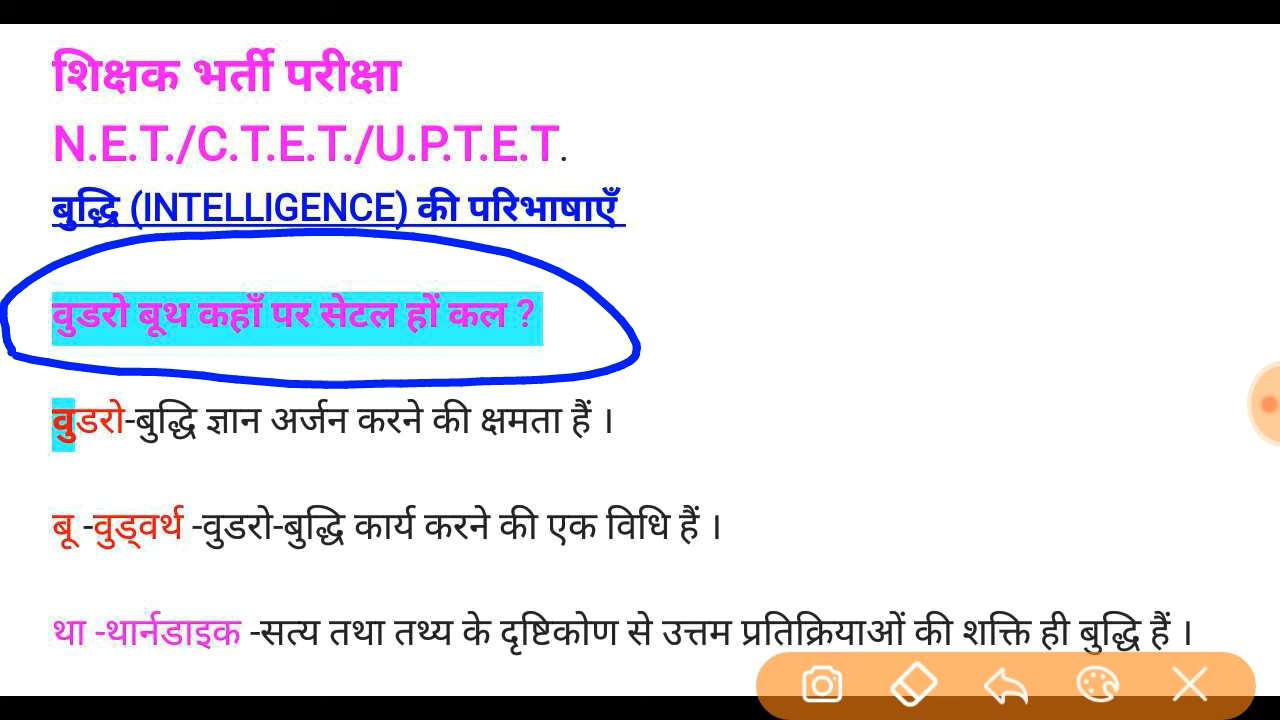 शिक्षक भर्ती परीक्षा
N.E.T./C.T.E.T./U.P.T.E.T.
बुद्धि (INTELLIGENCE) की परिभाषाएँ
वुडरो बूथ कहाँ पर सेटल हों कल ?
वुडरो-बुद्धि ज्ञान अर्जन करने की क्षमता हैं ।
बू -वुड्वर्थ -वुडरो-बुद्धि कार्य करने की एक विधि हैं ।
था -थार्नडाइक -सत्य तथा तथ्य के दृष्टिकोण से उत्तम प्रतिक्रियाओं की शक्ति ही बुद्धि हैं ।